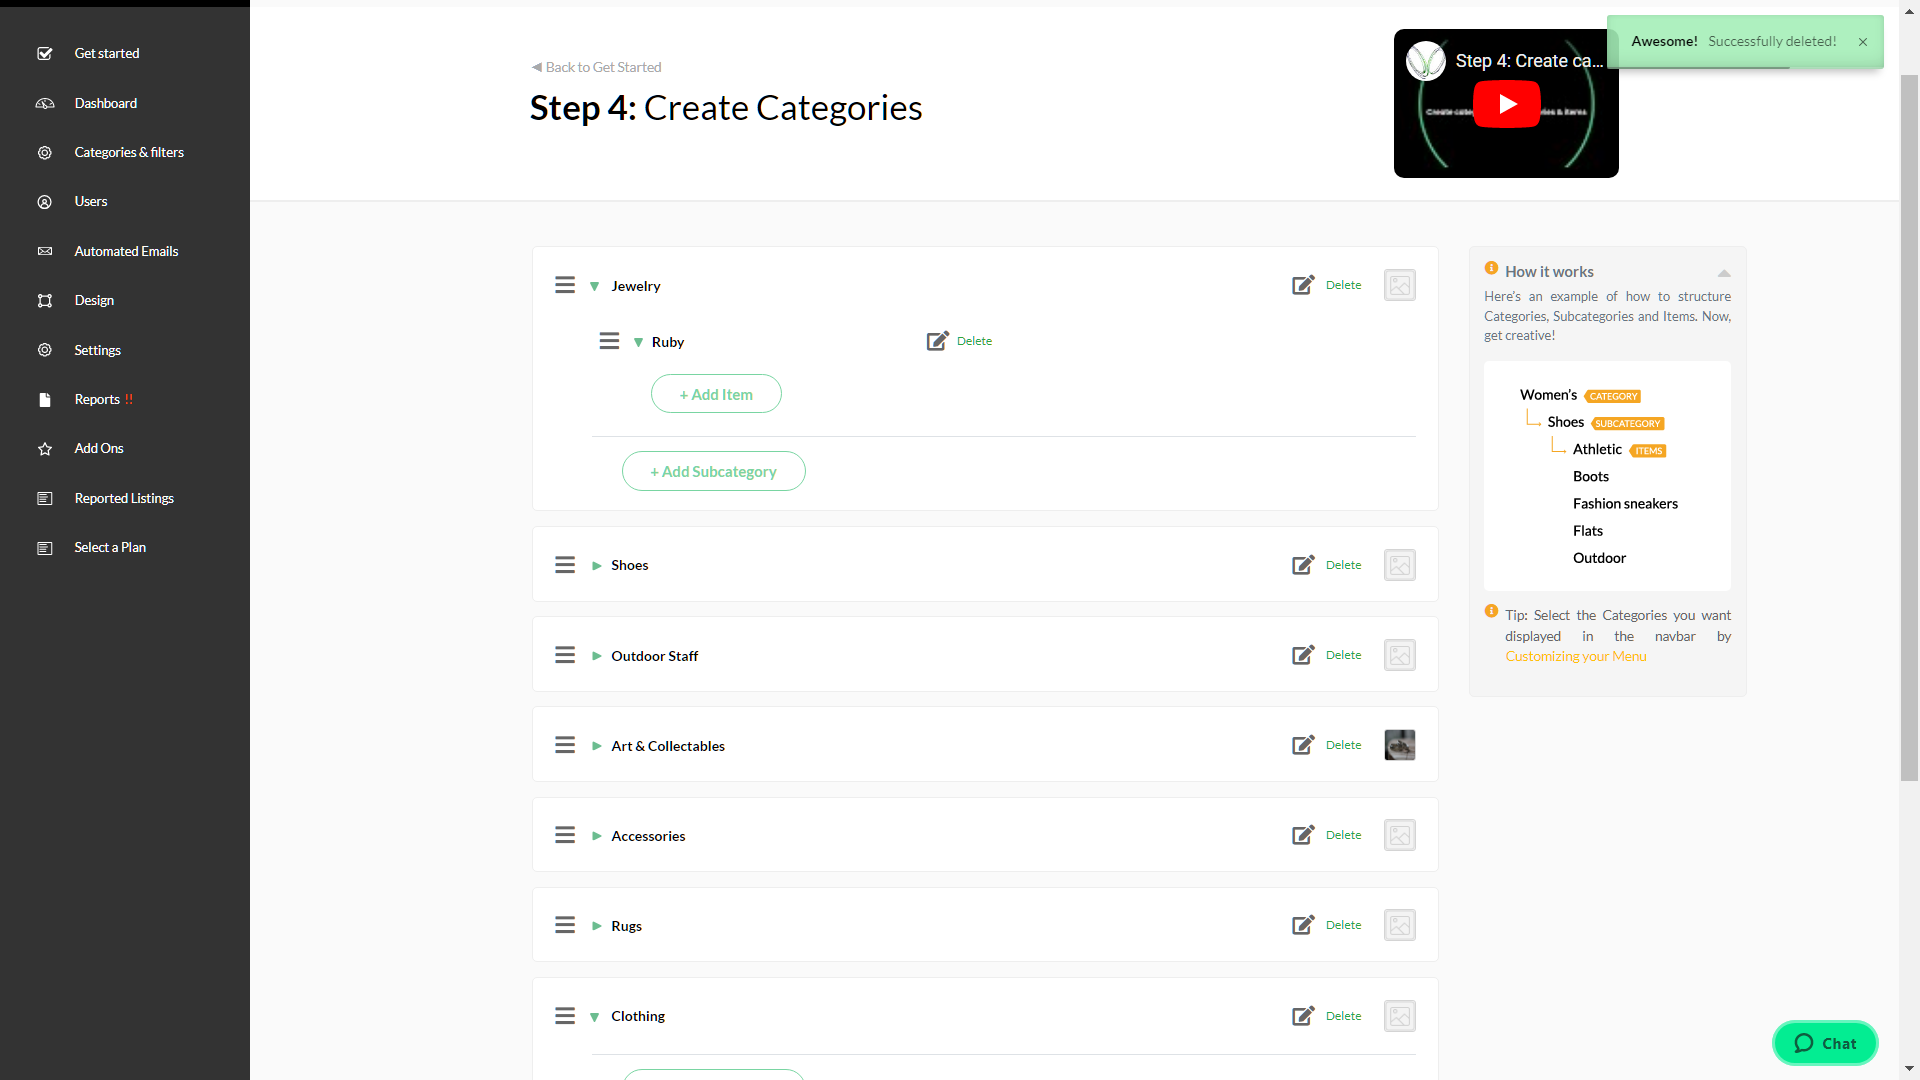 Get started
Dashboard
Categories & filters
Users
Automated Emails
Design
Settings
Reports !!
Add Ons
Reported Listings
Select a Plan
◀ Back to Get Started
Step 4: Create Categories
Step 4: Create ca...
Awesome! Successfully deleted! ×
Jewelry
Delete
Ruby
Delete
+ Add Item
+ Add Subcategory
Shoes
Delete
Outdoor Staff
Delete
Art & Collectables
Delete
Accessories
Delete
Rugs
Delete
Clothing
Delete
How it works
Here's an example of how to structure
Categories, Subcategories and Items. Now,
get creative!
Women's CATEGORY
Shoes SUBCATEGORY
Athletic ITEMS
Boots
Fashion sneakers
Flats
Outdoor
Tip: Select the Categories you want
displayed in the navbar by
Customizing your Menu
Chat